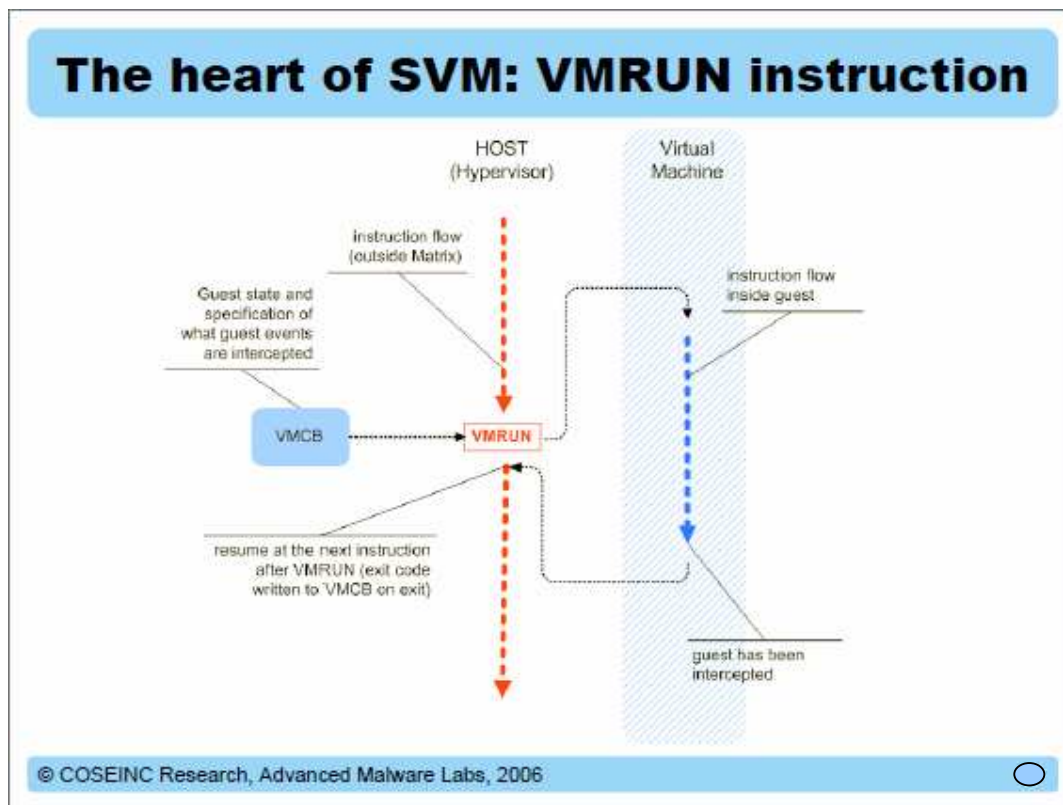 The heart of SVM: VMRUN instruction
HOST
(Hypervisor)
Virtual
Machine
instruction flow
(outside Matrix)
instruction flow
inside guest
Guest state and
specification of
what guest events
are intercepted
VMCB
VMRUN
resume at the next instruction
after VMRUN (exit code
written to VMCB on exit)
guest has been
intercepted
© COSEINC Research, Advanced Malware Labs, 2006